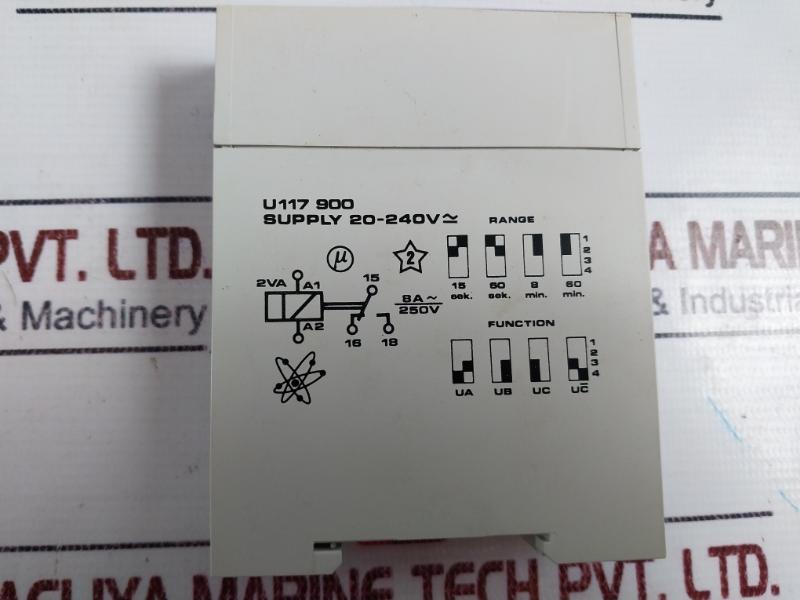 U117 900
SUPPLY 20-240V≃
RANGE
μ
2
1
2
3
4
15 sek.
60 sek.
8 min.
60 min.
2VA
A1
A2
15
16
18
8A~
250V
FUNCTION
1
2
3
4
UA
UB
UC
UC̅
PVT. LTD.
& Machinery
A MARIN
& Industria
MARINE TECH PVT. LTD.